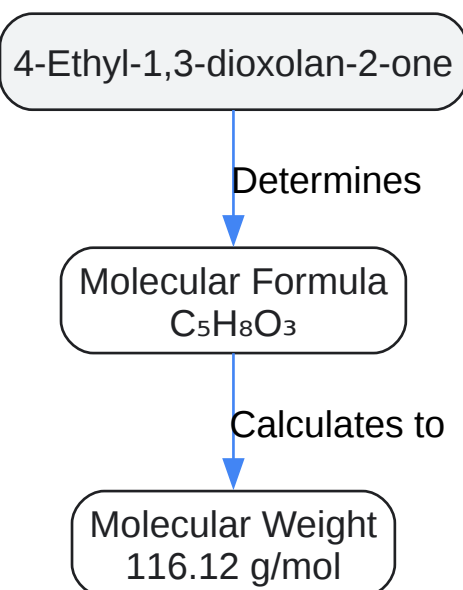 4-Ethyl-1,3-dioxolan-2-one
Determines
Molecular Formula
C₅H₈O₃
Calculates to
Molecular Weight
116.12 g/mol